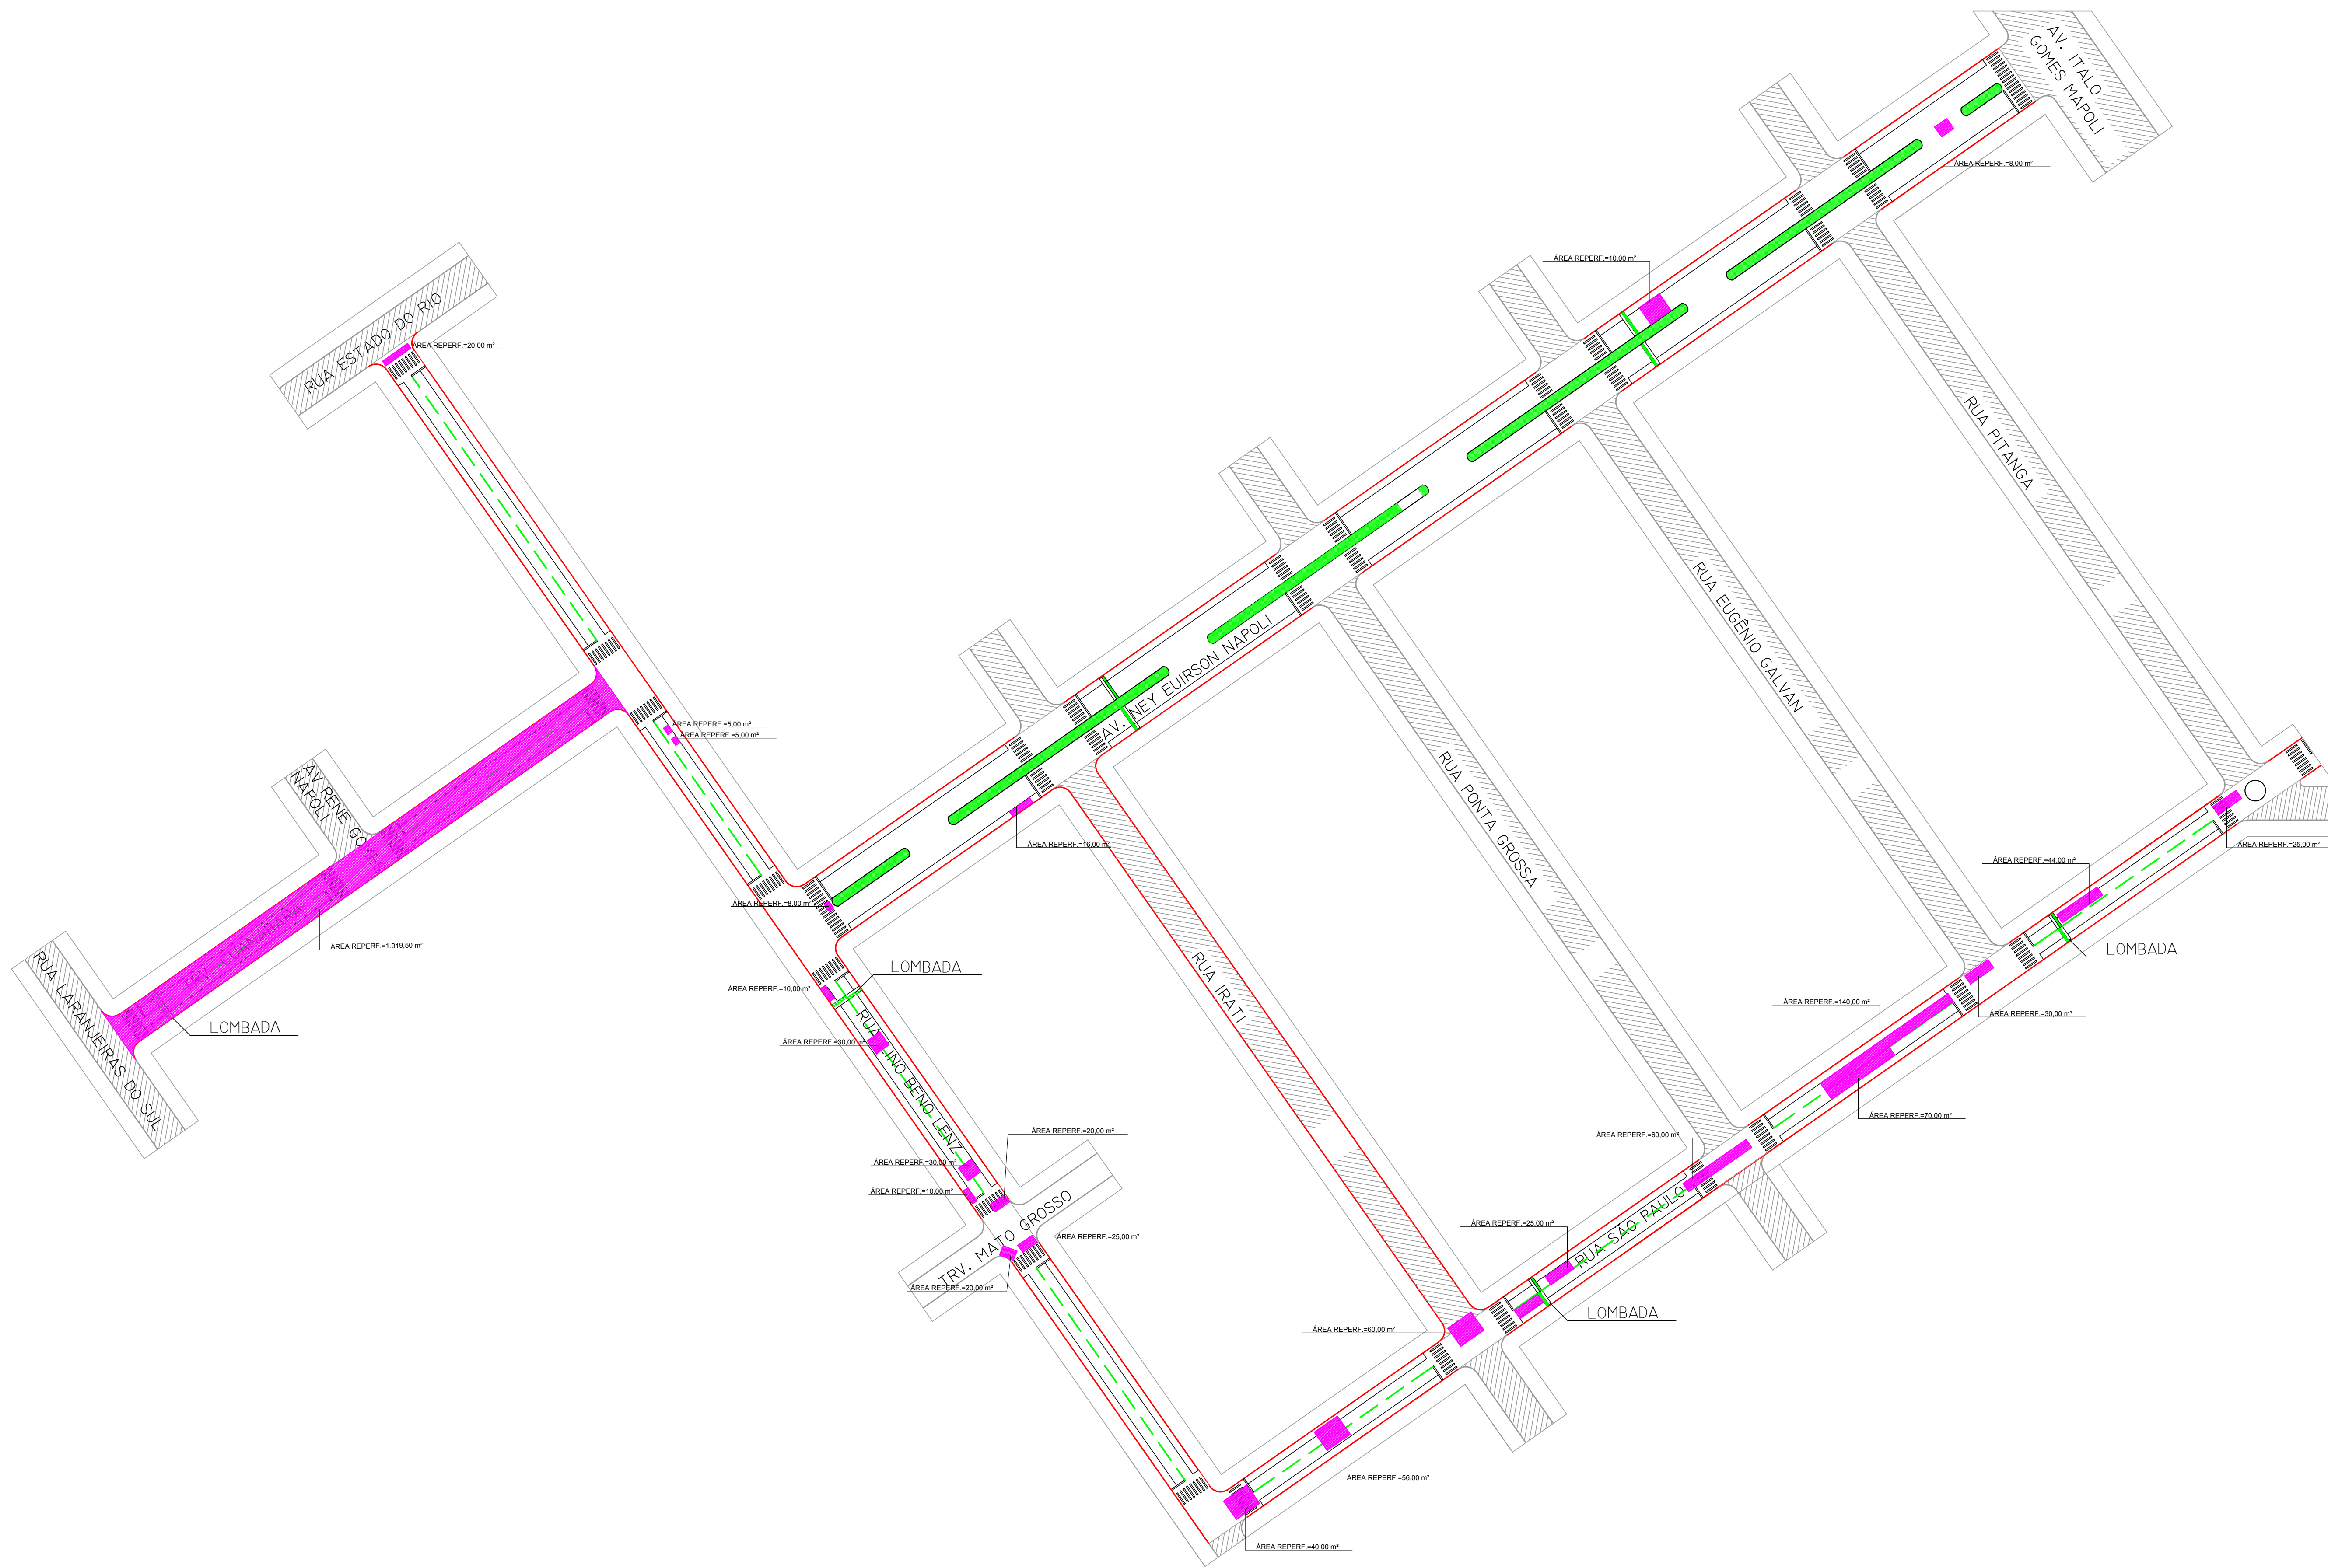 AV. ITALO
GOMES MAPOLI
ÁREA REPERF.=8,00 m²
ÁREA REPERF.=10,00 m²
RUA ESTADO DO RIO
ÁREA REPERF.=20,00 m²
RUA PITANGA
RUA EUGÊNIO GALVAN
AV. NEY EUIRSON NAPOLI
ÁREA REPERF.=5,00 m²
ÁREA REPERF.=5,00 m²
RUA PONTA GROSSA
AV RENE GOMES
NAPOLI
ÁREA REPERF.=16,00 m²
ÁREA REPERF.=25,00 m²
ÁREA REPERF.=44,00 m²
ÁREA REPERF.=8,00 m²
TRV. GUANABARA
ÁREA REPERF.=1.919,50 m²
LOMBADA
LOMBADA
RUA IRATI
ÁREA REPERF.=10,00 m²
ÁREA REPERF.=140,00 m²
ÁREA REPERF.=30,00 m²
LOMBADA
RUA LARANJEIRAS DO SUL
ÁREA REPERF.=30,00 m²
RUA INO BENO LENZ
ÁREA REPERF.=70,00 m²
ÁREA REPERF.=20,00 m²
ÁREA REPERF.=60,00 m²
ÁREA REPERF.=30,00 m²
ÁREA REPERF.=10,00 m²
RUA SÃO PAULO
ÁREA REPERF.=25,00 m²
TRV. MATO GROSSO
ÁREA REPERF.=25,00 m²
ÁREA REPERF.=20,00 m²
LOMBADA
ÁREA REPERF.=60,00 m²
ÁREA REPERF.=56,00 m²
ÁREA REPERF.=40,00 m²